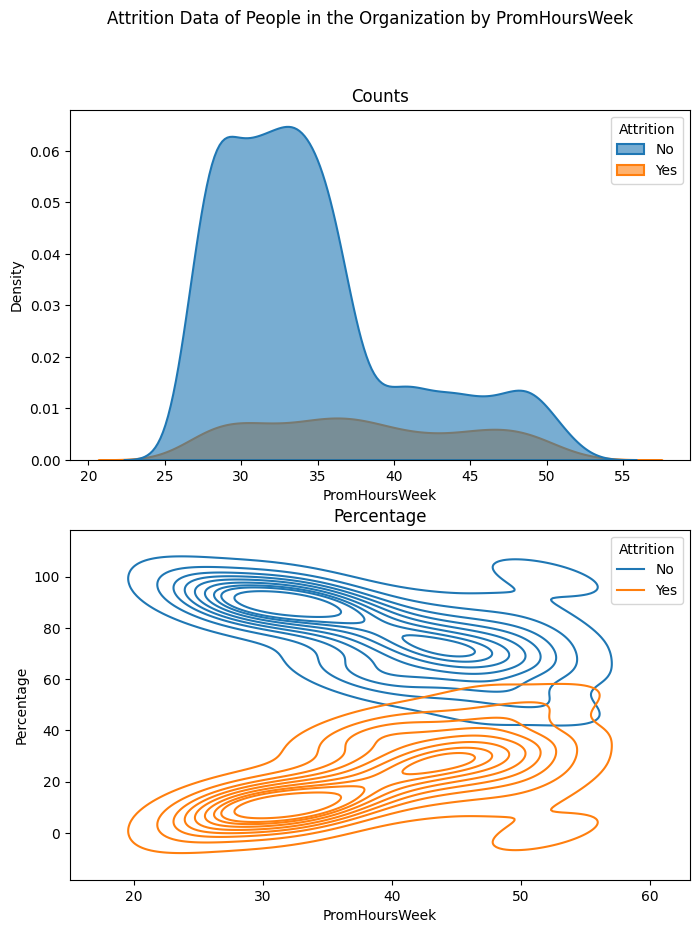 Attrition Data of People in the Organization by PromHoursWeek
Counts
Attrition
No
Yes
0.06
0.05
0.04
0.03
0.02
0.01
0.00
Density
20 25 30 35 40 45 50 55
PromHoursWeek
Percentage
Attrition
No
Yes
100
80
60
40
20
0
Percentage
20 30 40 50 60
PromHoursWeek